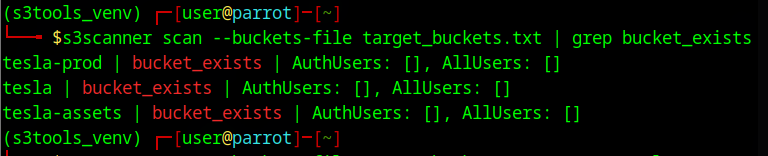 (s3tools_venv) ┌─[user@parrot]─[~]
└──╼ $s3scanner scan --buckets-file target_buckets.txt | grep bucket_exists
tesla-prod | bucket_exists | AuthUsers: [], AllUsers: []
tesla | bucket_exists | AuthUsers: [], AllUsers: []
tesla-assets | bucket_exists | AuthUsers: [], AllUsers: []
(s3tools_venv) ┌─[user@parrot]─[~]